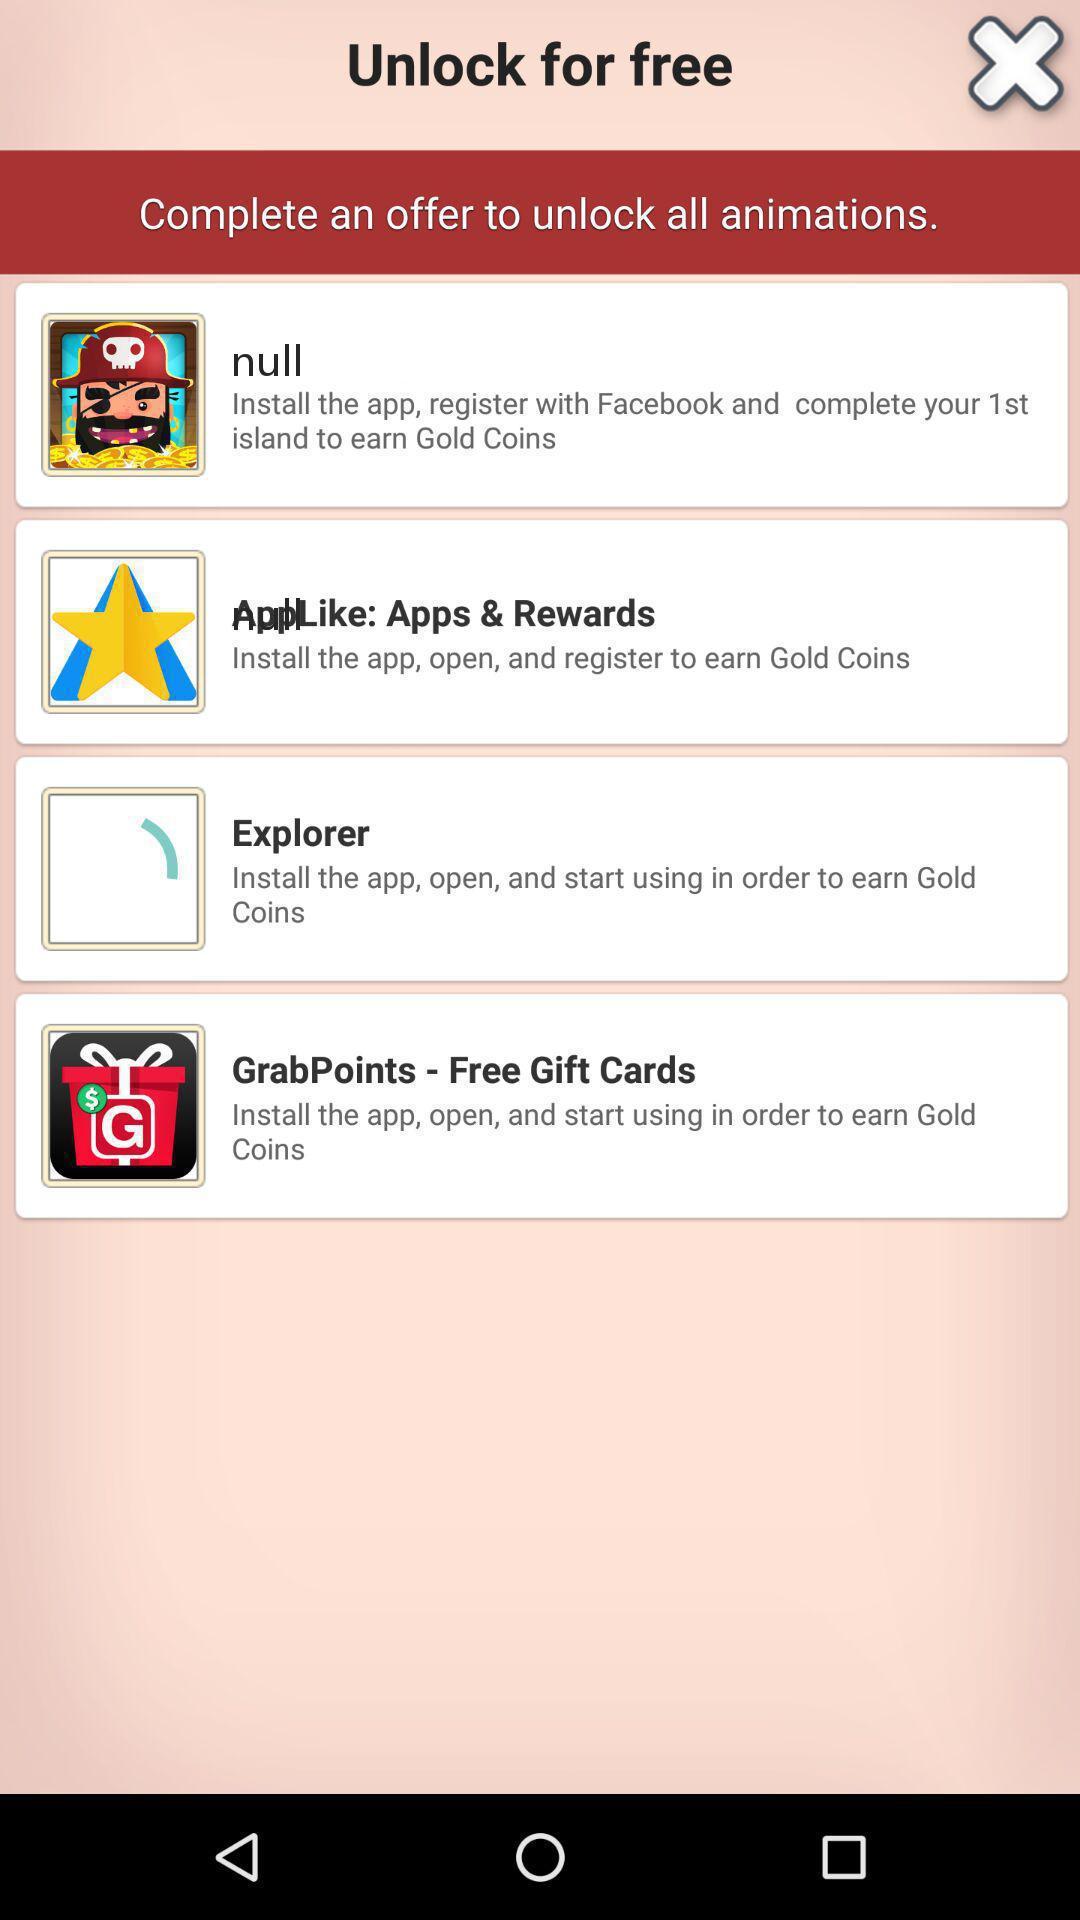 Unlock for free
Complete an offer to unlock all animations.
null
Install the app, register with Facebook and  complete your 1st
island to earn Gold Coins
null
AppLike: Apps & Rewards
Install the app, open, and register to earn Gold Coins
Explorer
Install the app, open, and start using in order to earn Gold
Coins
$
G
GrabPoints - Free Gift Cards
Install the app, open, and start using in order to earn Gold
Coins